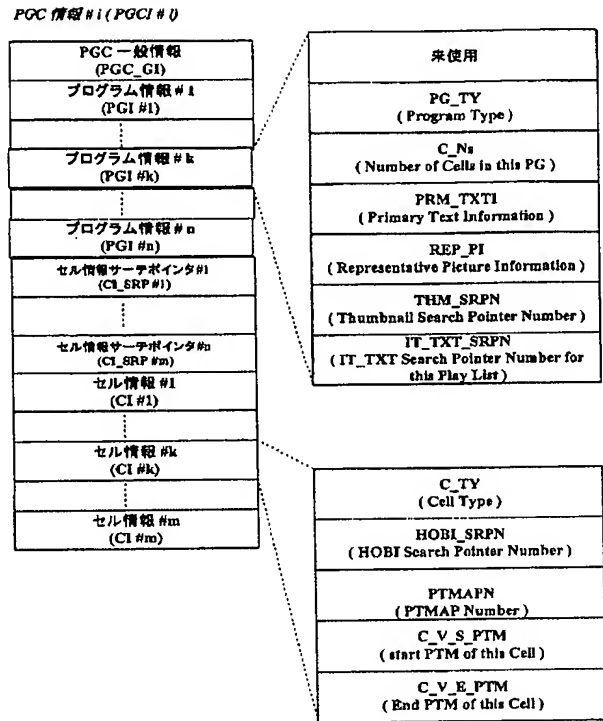 PGC 情報 # i ( PGCI # i)
PGC 一般情報
(PGC_GI)
プログラム情報 # 1
(PGI #1)
プログラム情報 # k
(PGI #k)
プログラム情報 # n
(PGI #n)
セル情報サーチポインタ#1
(CI_SRP #1)
セル情報サーチポインタ#n
(CI_SRP #m)
セル情報 #1
(CI #1)
セル情報 #k
(CI #k)
セル情報 #m
(CI #m)
未使用
PG_TY
( Program Type )
C_Ns
( Number of Cells in this PG )
PRM_TXTI
( Primary Text Information )
REP_PI
( Representative Picture Information )
THM_SRPN
( Thumbnail Search Pointer Number )
IT_TXT_SRPN
( IT_TXT Search Pointer Number for
this Play List )
C_TY
( Cell Type )
HOBI_SRPN
( HOBI Search Pointer Number )
PTMAPN
( PTMAP Number )
C_V_S_PTM
( start PTM of this Cell )
C_V_E_PTM
( End PTM of this Cell )